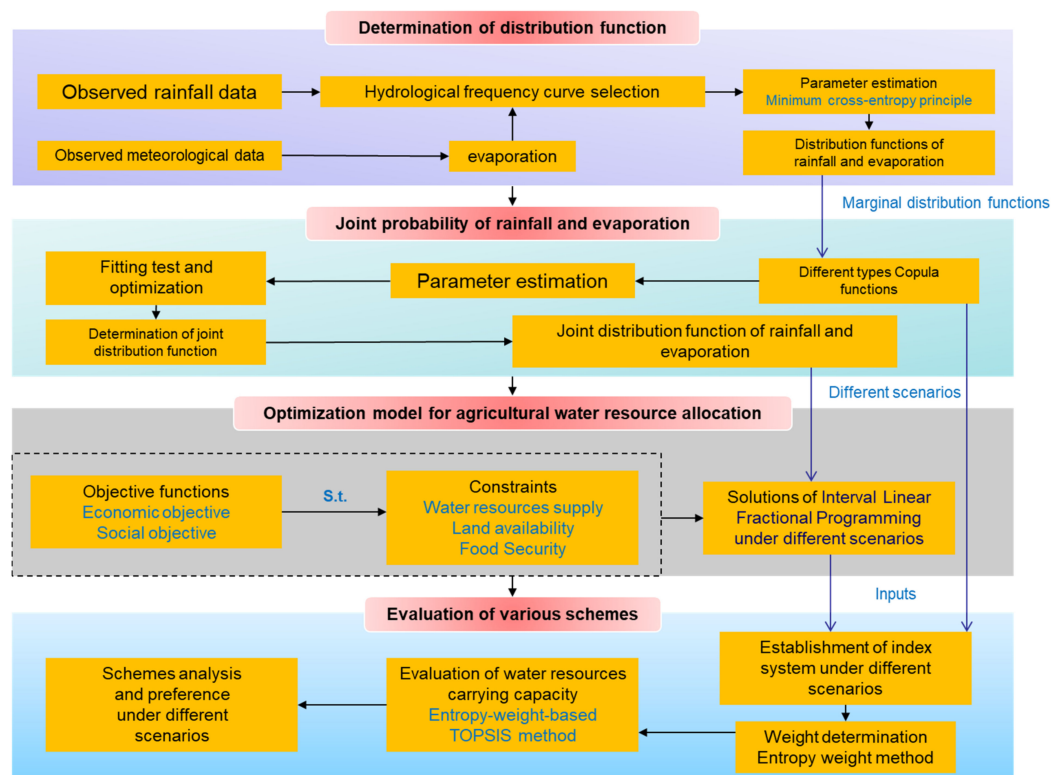 Determination of distribution function
Observed rainfall data
Hydrological frequency curve selection
Parameter estimation
Minimum cross-entropy principle
Observed meteorological data
evaporation
Distribution functions of
rainfall and evaporation
Marginal distribution functions
Joint probability of rainfall and evaporation
Fitting test and
optimization
Parameter estimation
Different types Copula
functions
Determination of joint
distribution function
Joint distribution function of rainfall and
evaporation
Different scenarios
Optimization model for agricultural water resource allocation
Objective functions
Economic objective
Social objective
S.t.
Constraints
Water resources supply
Land availability
Food Security
Solutions of Interval Linear
Fractional Programming
under different scenarios
Inputs
Evaluation of various schemes
Establishment of index
system under different
scenarios
Schemes analysis
and preference
under different
scenarios
Evaluation of water resources
carrying capacity
Entropy-weight-based
TOPSIS method
Weight determination
Entropy weight method